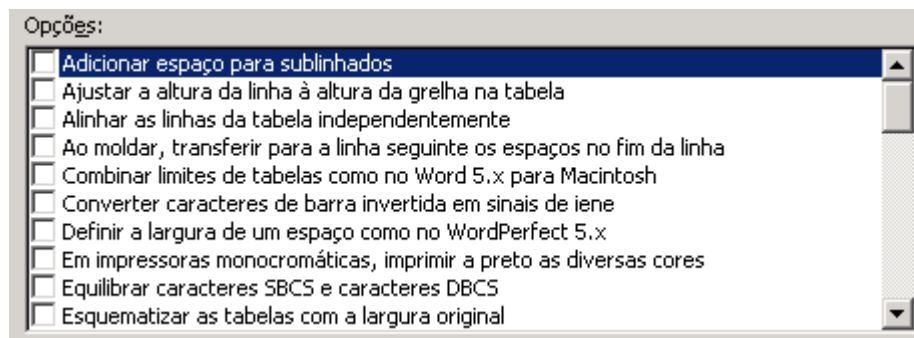 Opções:
Adicionar espaço para sublinhados
Ajustar a altura da linha à altura da grelha na tabela
Alinhar as linhas da tabela independentemente
Ao moldar, transferir para a linha seguinte os espaços no fim da linha
Combinar limites de tabelas como no Word 5.x para Macintosh
Converter caracteres de barra invertida em sinais de iene
Definir a largura de um espaço como no WordPerfect 5.x
Em impressoras monocromáticas, imprimir a preto as diversas cores
Equilibrar caracteres SBCS e caracteres DBCS
Esquematizar as tabelas com a largura original